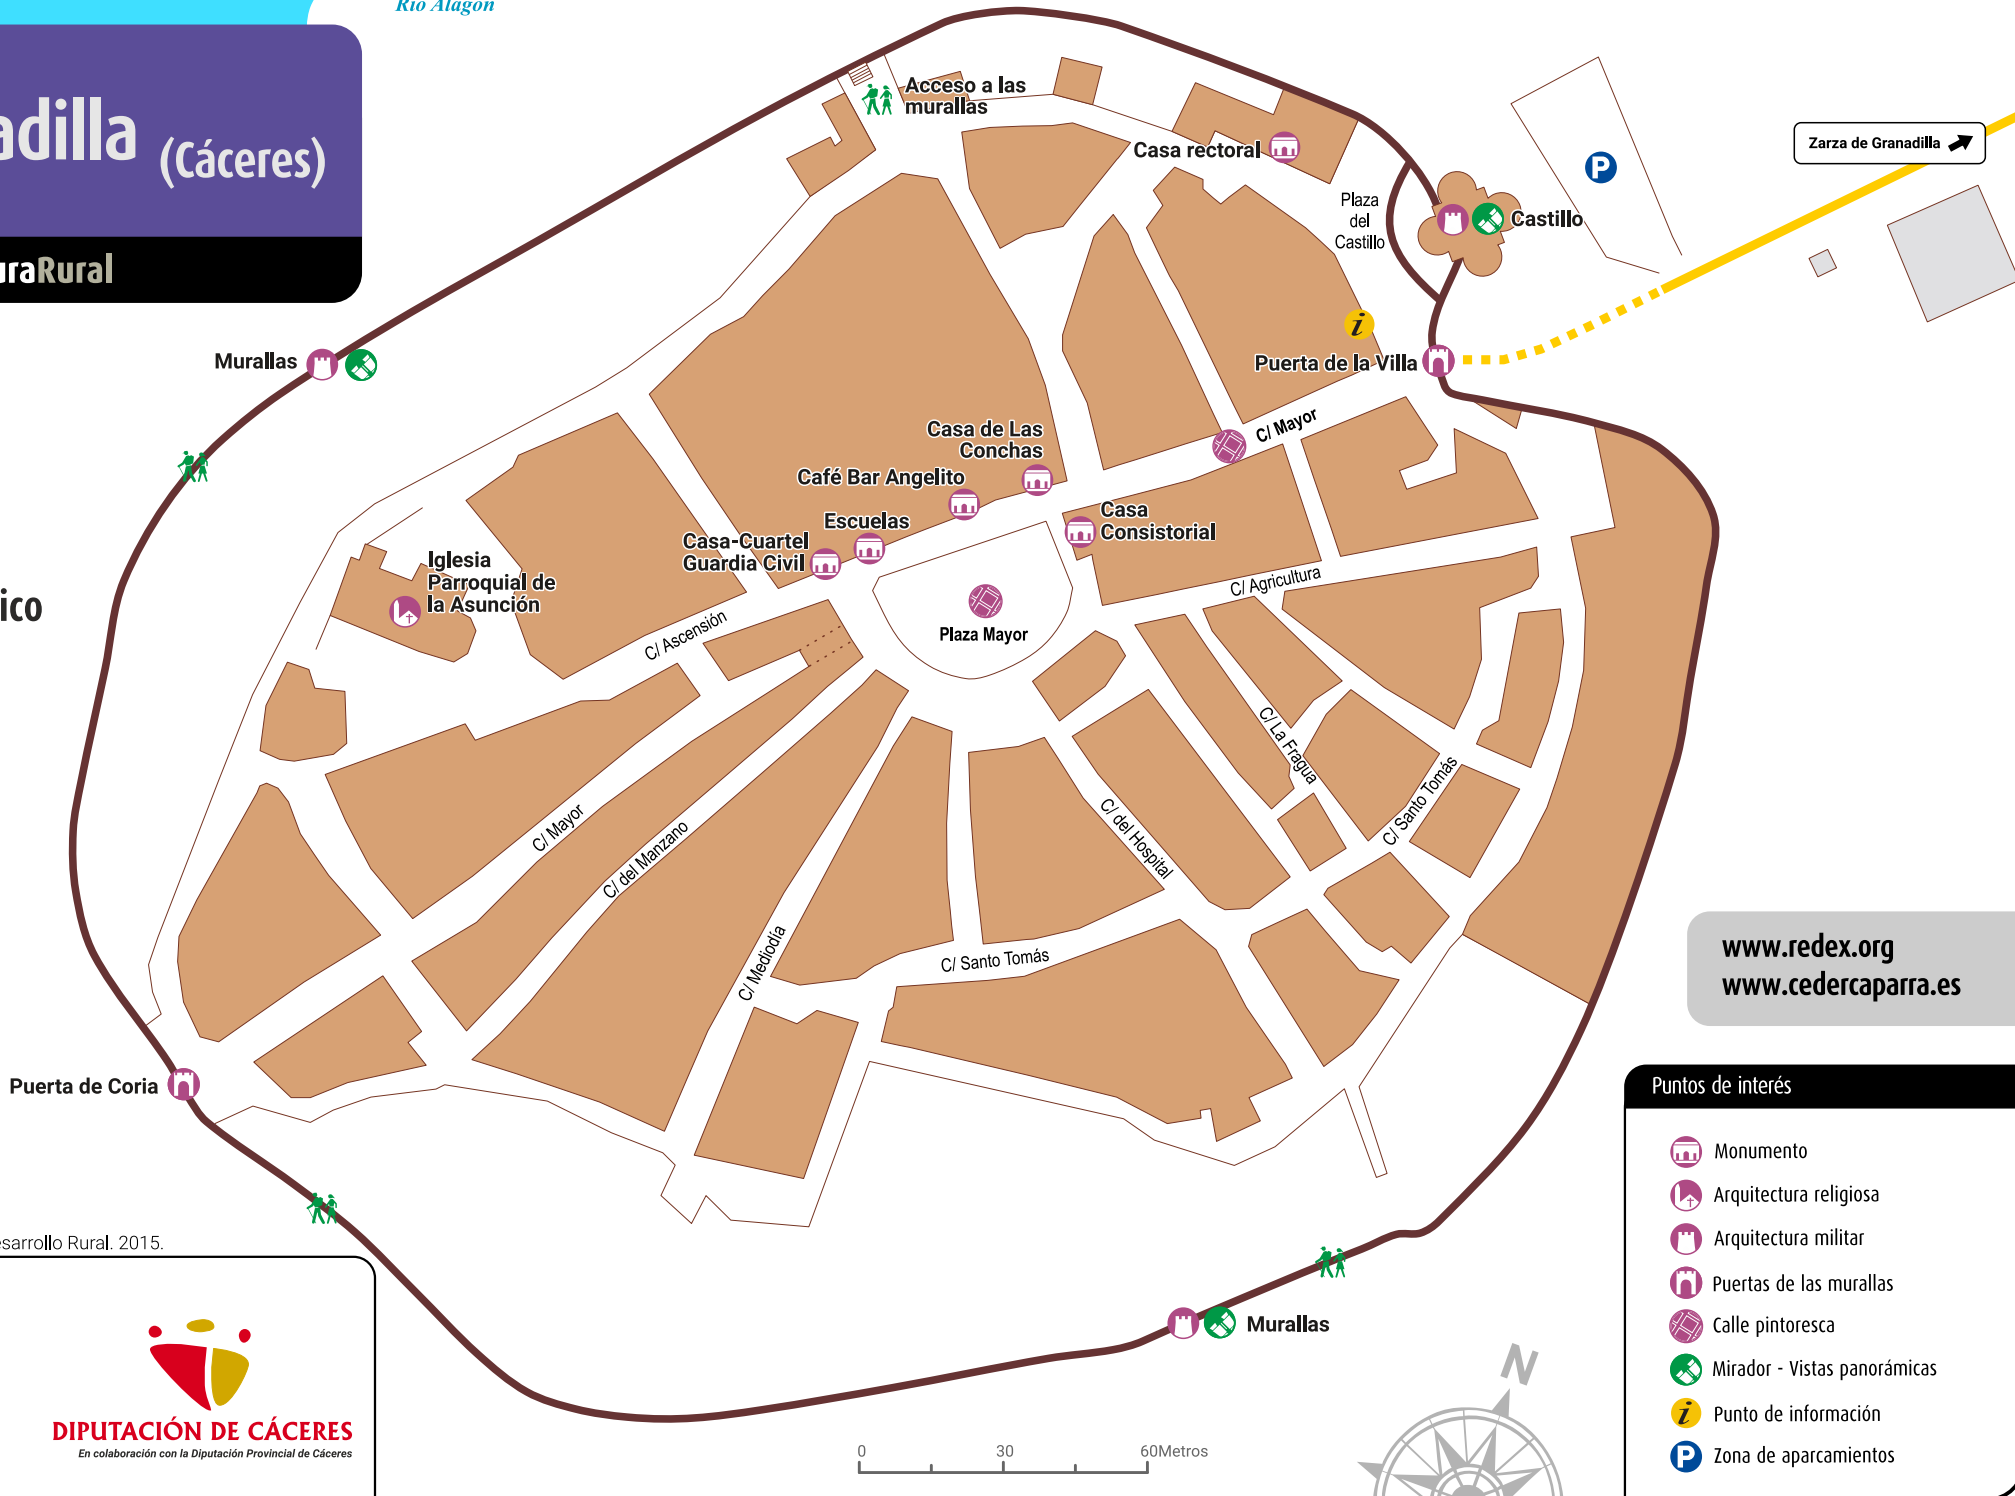 Río Alagón
adilla (Cáceres)
uraRural
ico
Acceso a las
murallas
Casa rectoral
Plaza
del
Castillo
Castillo
P
Zarza de Granadilla
Murallas
i
Puerta de la Villa
C/ Mayor
Casa de Las
Conchas
Café Bar Angelito
Escuelas
Casa-Cuartel
Guardia Civil
Casa
Consistorial
Iglesia
Parroquial de
la Asunción
C/ Ascensión
C/ Agricultura
Plaza Mayor
C/ La Fragua
C/ Santo Tomás
C/ Mayor
C/ del Manzano
C/ del Hospital
C/ Mediodía
C/ Santo Tomás
Puerta de Coria
Murallas
www.redex.org
www.cedercaparra.es
Puntos de interés
Monumento
Arquitectura religiosa
Arquitectura militar
Puertas de las murallas
Calle pintoresca
Mirador - Vistas panorámicas
i Punto de información
P Zona de aparcamientos
esarrollo Rural. 2015.
DIPUTACIÓN DE CÁCERES
En colaboración con la Diputación Provincial de Cáceres
0 30 60Metros
N